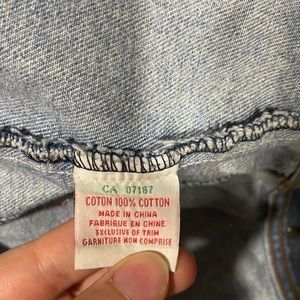 CA 07187
COTON 100% COTTON
MADE IN CHINA
FABRIQUE EN CHINE
EXCLUSIVE OF TRIM
GARNITURE NON COMPRISE